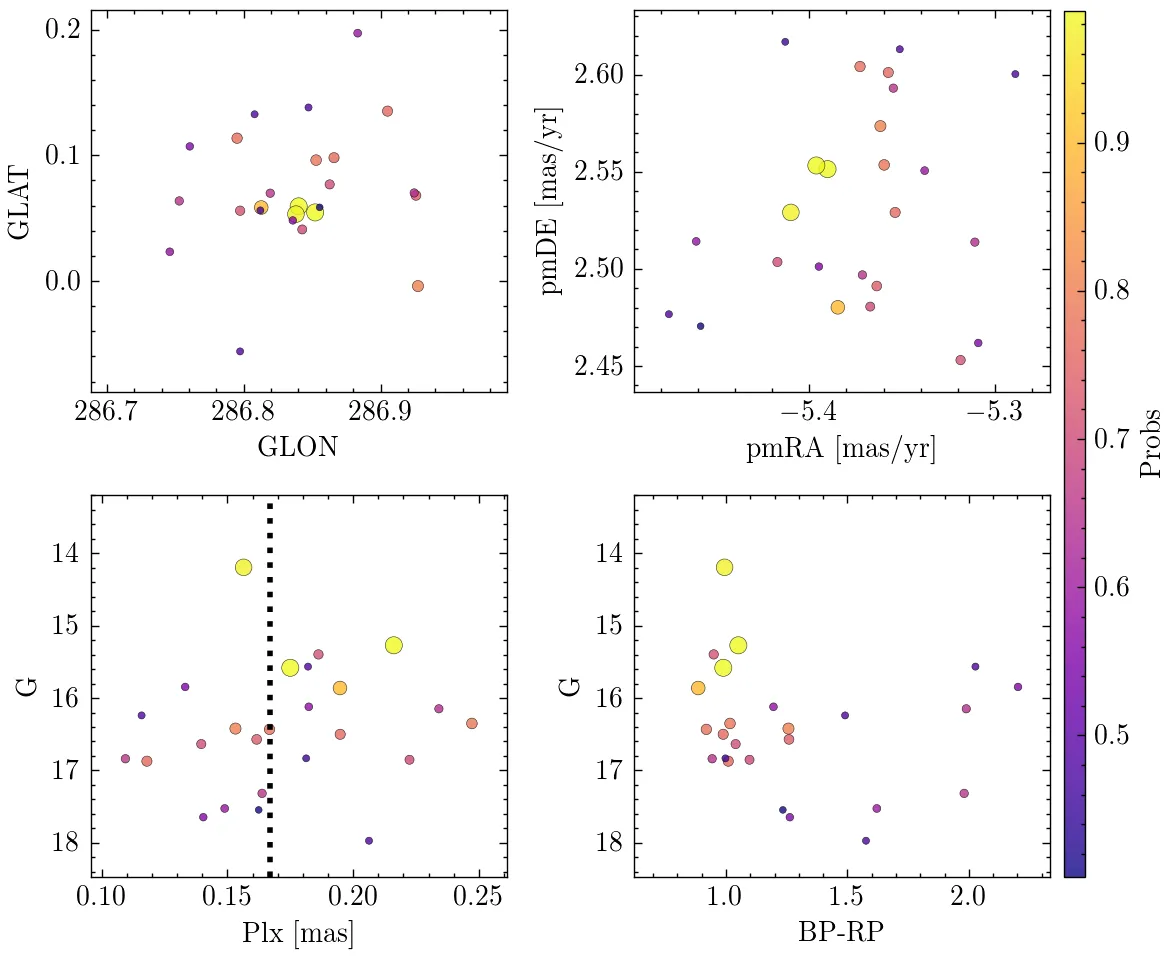 0.2
0.1
0.0
GLAT
286.7 286.8 286.9
GLON
2.60
2.55
2.50
2.45
pmDE [mas/yr]
−5.4 −5.3
pmRA [mas/yr]
14
15
16
17
18
G
0.10 0.15 0.20 0.25
Plx [mas]
14
15
16
17
18
G
1.0 1.5 2.0
BP-RP
0.9
0.8
0.7
0.6
0.5
Probs